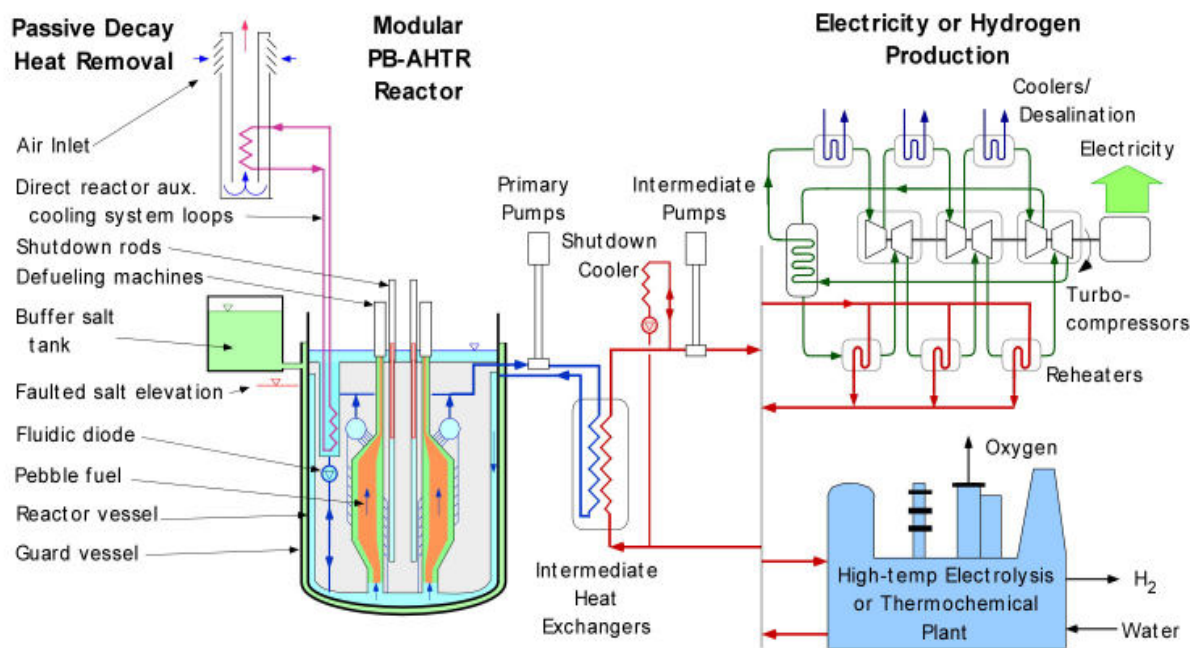 Passive Decay
Heat Removal
Modular
PB-AHTR
Reactor
Electricity or Hydrogen
Production
Air Inlet
Direct reactor aux.
cooling system loops
Shutdown rods
Defueling machines
Buffer salt
tank
Faulted salt elevation
Fluidic diode
Pebble fuel
Reactor vessel
Guard vessel
Primary
Pumps
Intermediate
Pumps
Shutdown
Cooler
Intermediate
Heat
Exchangers
Coolers/
Desalination
Electricity
Turbo-
compressors
Reheaters
Oxygen
High-temp Electrolysis
or Thermochemical
Plant
H2
Water